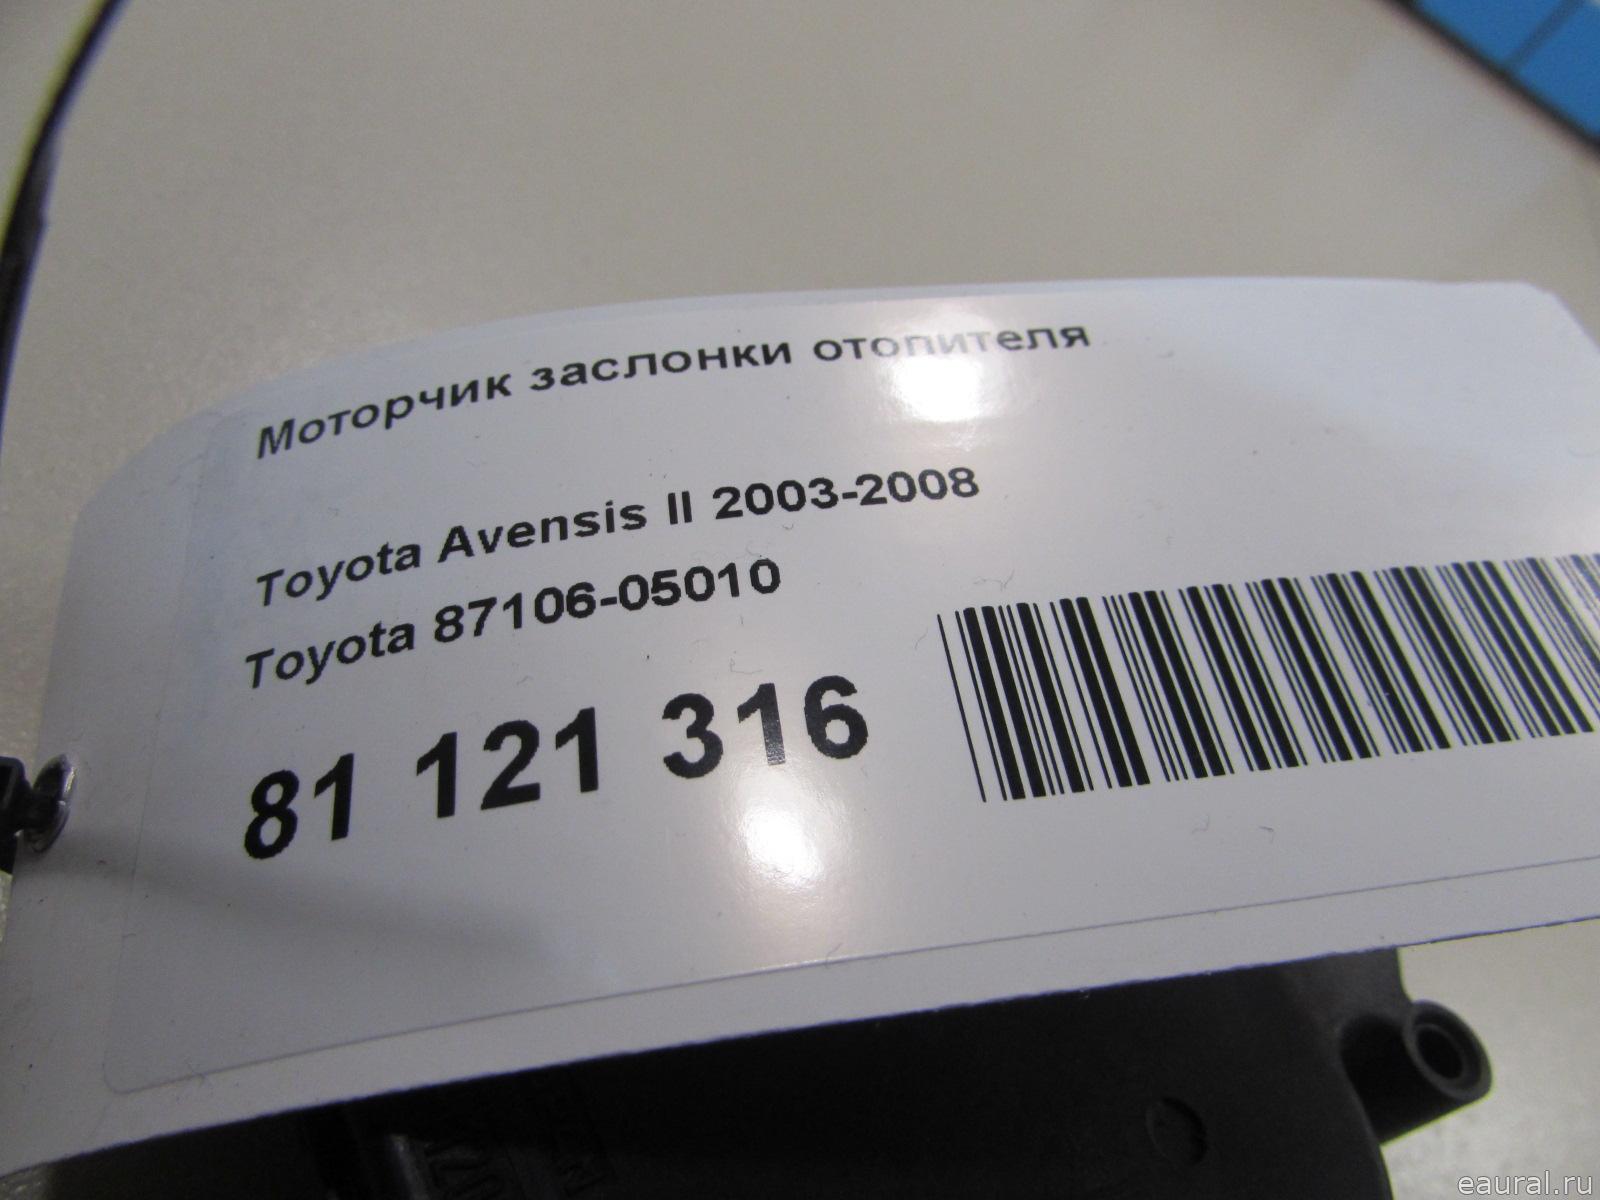 Моторчик заслонки отопителя
Toyota Avensis II 2003-2008
Toyota 87106-05010
81 121 316
eaural.ru